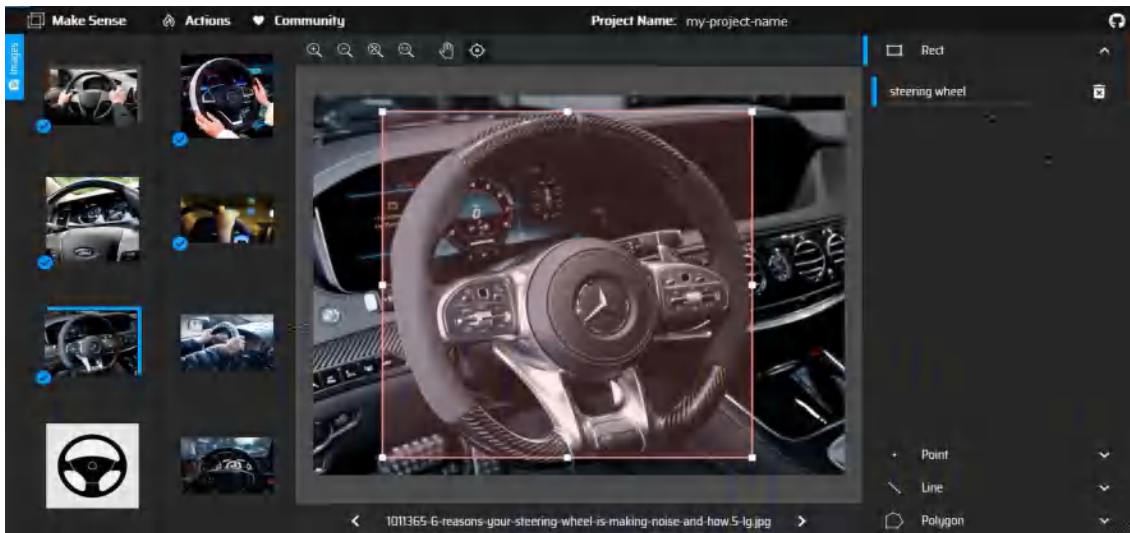 Make Sense
Actions
Community
Project Name: my-project-name
Images
Rect
steering wheel
0
Point
Line
Polygon
1011365-6-reasons-your-steering-wheel-is-making-noise-and-how.5-lg.jpg